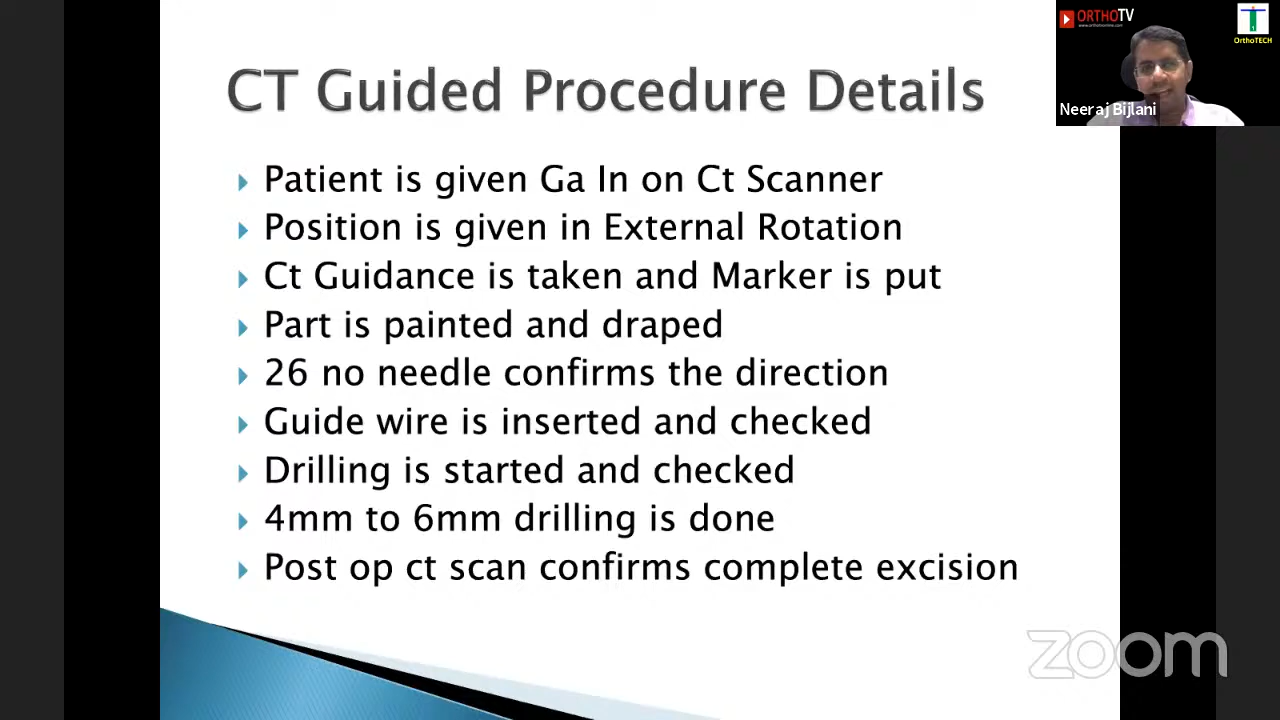 CT Guided Procedure Details
Patient is given Ga In on Ct Scanner
Position is given in External Rotation
Ct Guidance is taken and Marker is put
Part is painted and draped
26 no needle confirms the direction
Guide wire is inserted and checked
Drilling is started and checked
4mm to 6mm drilling is done
Post op ct scan confirms complete excision
ORTHOTV
www.orthotvonline.com
OrthoTECH
Neeraj Bijlani
zoom